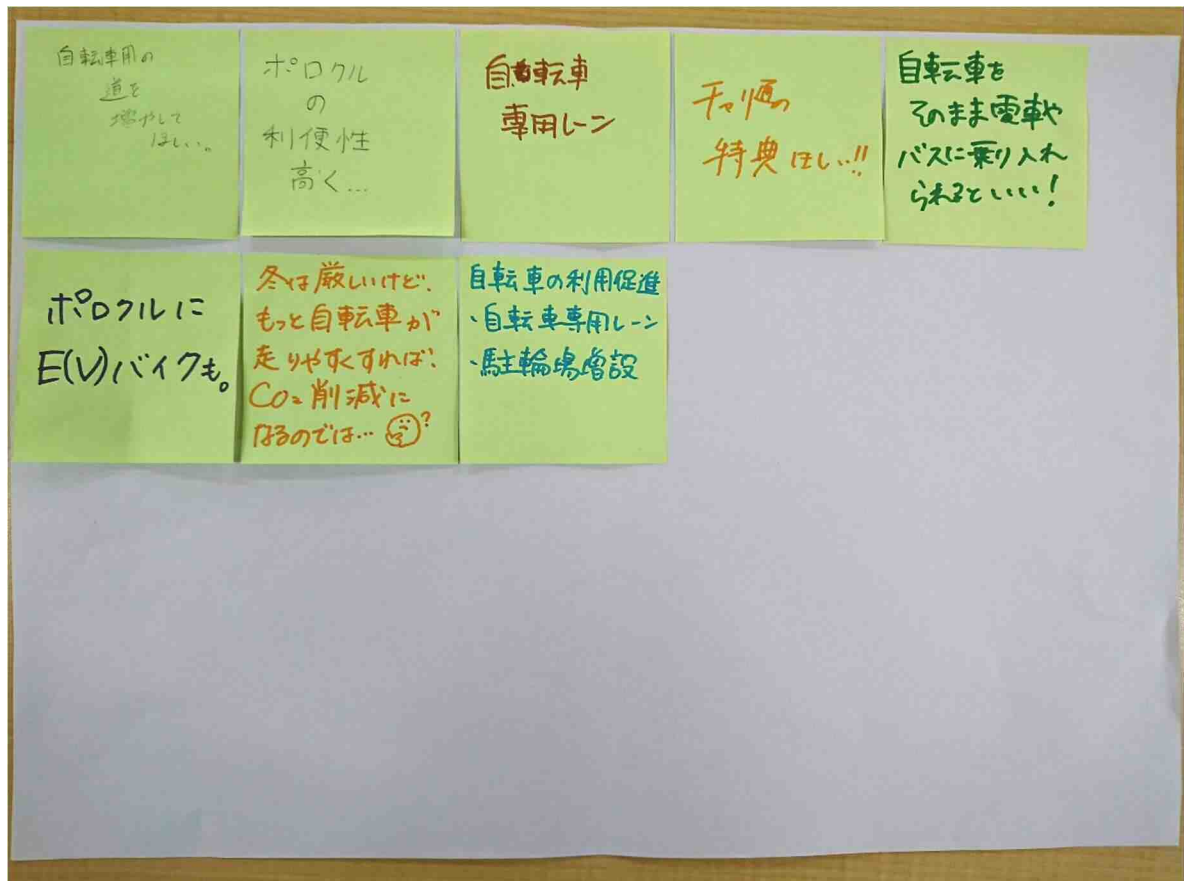 自転車用の
道を
増やして
ほしい。
ポロクル
の
利便性
高く...
自転車
専用レーン
チャリ通の
特典ほしい!!
自転車を
そのまま電車や
バスに乗り入れ
られるといいい!
ポロクルに
E(V)バイクも。
冬は厳しいけど、
もっと自転車が
走りやすくすれば、
CO2削減に
なるのでは…?
自転車の利用促進
・自転車専用レーン
・駐輪場増設